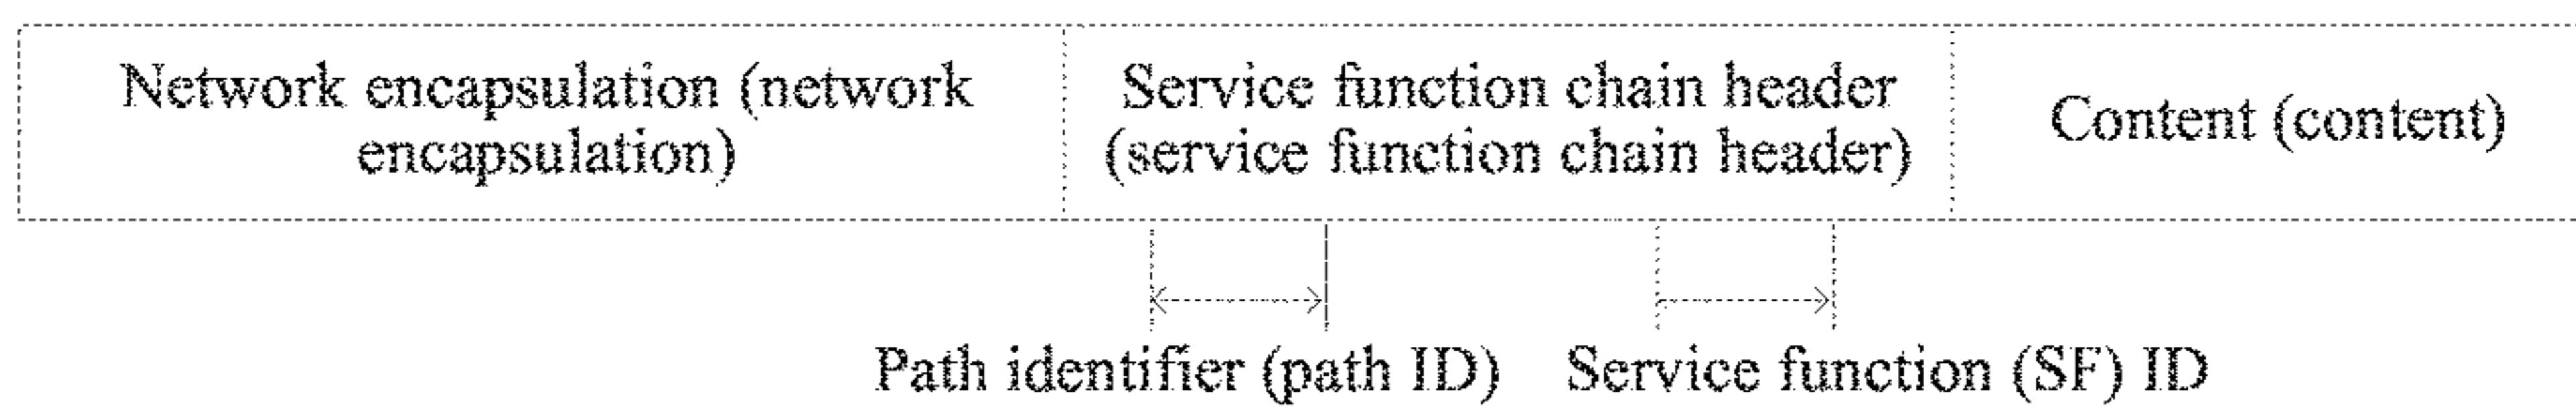 Network encapsulation (network
encapsulation)
Service function chain header
(service function chain header)
Content (content)
Path identifier (path ID)
Service function (SF) ID